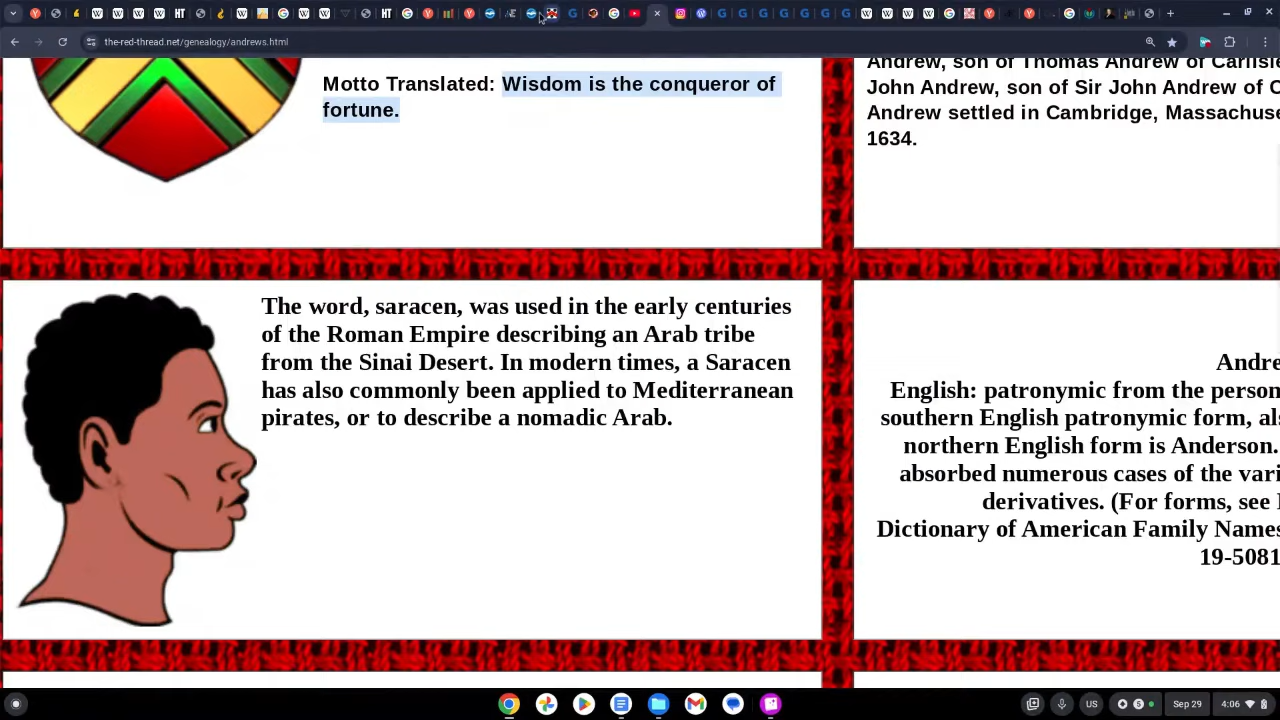 the-red-thread.net/genealogy/andrews.html
Motto Translated: Wisdom is the conqueror of
fortune.
Andrew, son of Thomas Andrew of Carlisle
John Andrew, son of Sir John Andrew of
Andrew settled in Cambridge,
1634.
The word, saracen, was used in the early centuries
of the Roman Empire describing an Arab tribe
from the Sinai Desert. In modern times, a Saracen
has also commonly been applied to Mediterranean
pirates, or to describe a nomadic Arab.
English: patronymic from the
southern English patronymic form,
northern English form is Anderson.
absorbed numerous cases of the
derivatives. (For forms, see
Dictionary of American Family Names
19-5081
US
Sep 29
4:06